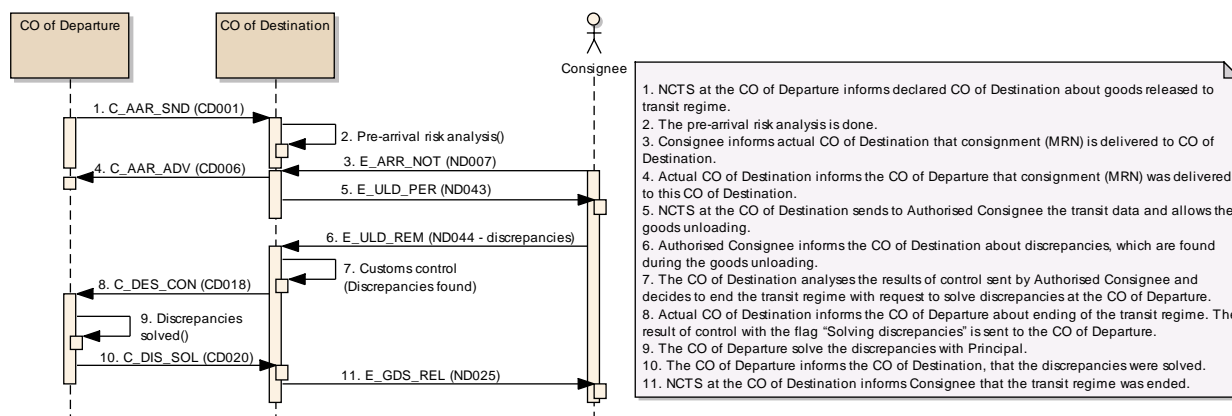 CO of Departure
CO of Destination
Consignee
1. C_AAR_SND (CD001)
2. Pre-arrival risk analysis()
3. E_ARR_NOT (ND007)
4. C_AAR_ADV (CD006)
5. E_ULD_PER (ND043)
6. E_ULD_REM (ND044 - discrepancies)
7. Customs control
(Discrepancies found)
8. C_DES_CON (CD018)
9. Discrepancies
solved()
10. C_DIS_SOL (CD020)
11. E_GDS_REL (ND025)
1. NCTS at the CO of Departure informs declared CO of Destination about goods released to
transit regime.
2. The pre-arrival risk analysis is done.
3. Consignee informs actual CO of Destination that consignment (MRN) is delivered to CO of
Destination.
4. Actual CO of Destination informs the CO of Departure that consignment (MRN) was delivered
to this CO of Destination.
5. NCTS at the CO of Destination sends to Authorised Consignee the transit data and allows the
goods unloading.
6. Authorised Consignee informs the CO of Destination about discrepancies, which are found
during the goods unloading.
7. The CO of Destination analyses the results of control sent by Authorised Consignee and
decides to end the transit regime with request to solve discrepancies at the CO of Departure.
8. Actual CO of Destination informs the CO of Departure about ending of the transit regime. The
result of control with the flag “Solving discrepancies” is sent to the CO of Departure.
9. The CO of Departure solve the discrepancies with Principal.
10. The CO of Departure informs the CO of Destination, that the discrepancies were solved.
11. NCTS at the CO of Destination informs Consignee that the transit regime was ended.